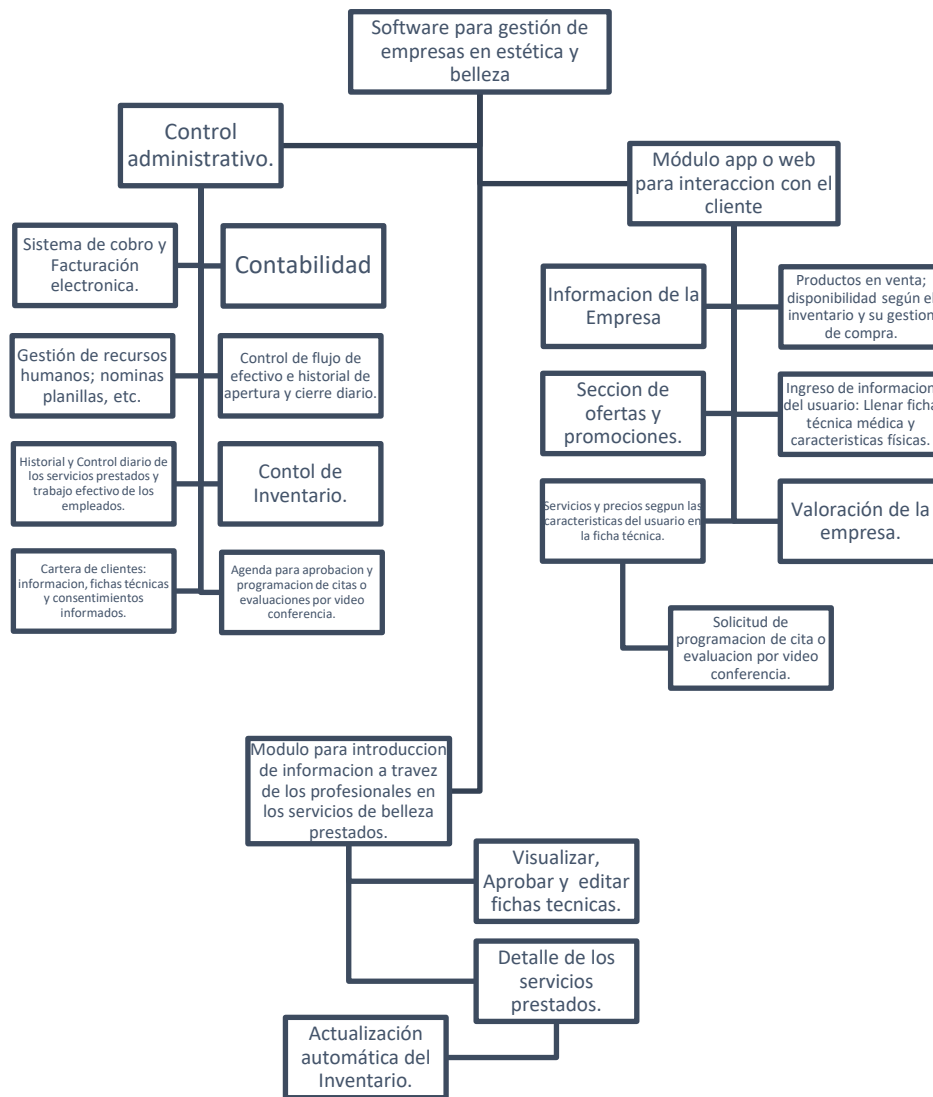 Software para gestión de
empresas en estética y
belleza
Control
administrativo.
Módulo app o web
para interaccion con el
cliente
Sistema de cobro y
Facturación
electronica.
Contabilidad
Gestión de recursos
humanos; nominas
planillas, etc.
Control de flujo de
efectivo e historial de
apertura y cierre diario.
Historial y Control diario de
los servicios prestados y
trabajo efectivo de los
empleados.
Contol de
Inventario.
Cartera de clientes:
informacion, fichas técnicas
y consentimientos
informados.
Agenda para aprobacion y
programacion de citas o
evaluaciones por video
conferencia.
Informacion de la
Empresa
Productos en venta;
disponibilidad según el
inventario y su gestion
de compra.
Seccion de
ofertas y
promociones.
Ingreso de informacion
del usuario: Llenar ficha
técnica médica y
caracteristicas físicas.
Servicios y precios segpun las
caracteristicas del usuario en
la ficha técnica.
Valoración de la
empresa.
Solicitud de
programacion de cita o
evaluacion por video
conferencia.
Modulo para introduccion
de informacion a travez
de los profesionales en
los servicios de belleza
prestados.
Visualizar,
Aprobar y editar
fichas tecnicas.
Detalle de los
servicios
prestados.
Actualización
automática del
Inventario.